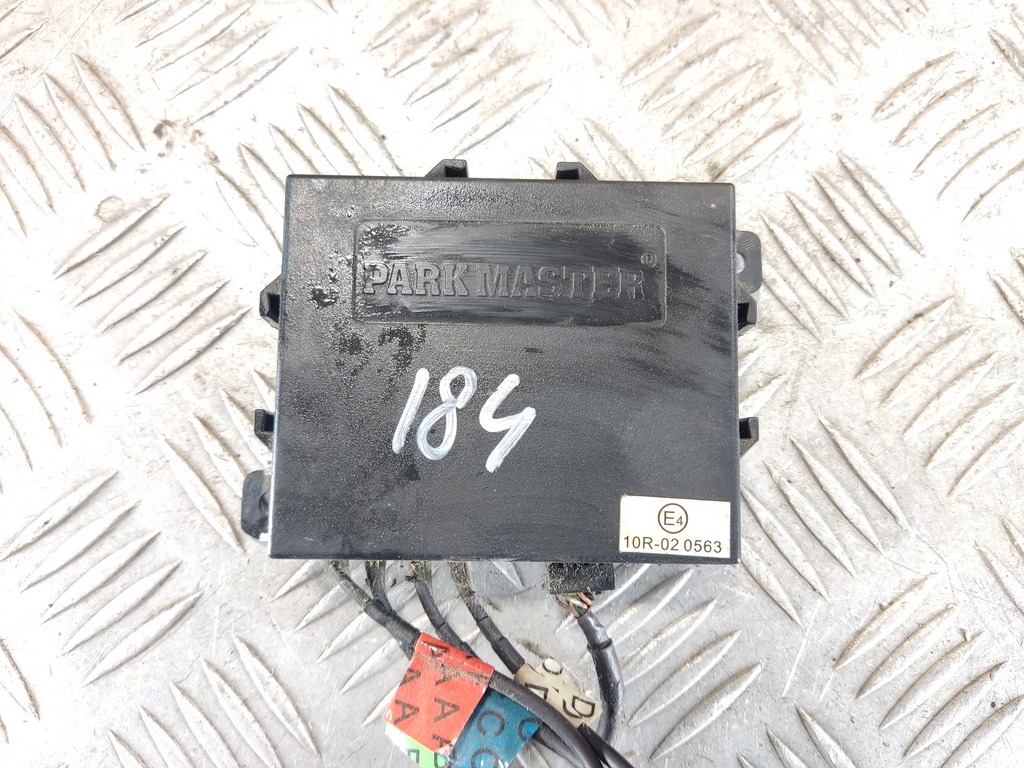 PARK MASTER®
184
E4
10R-02 0563
A A A
A A
C
C
D